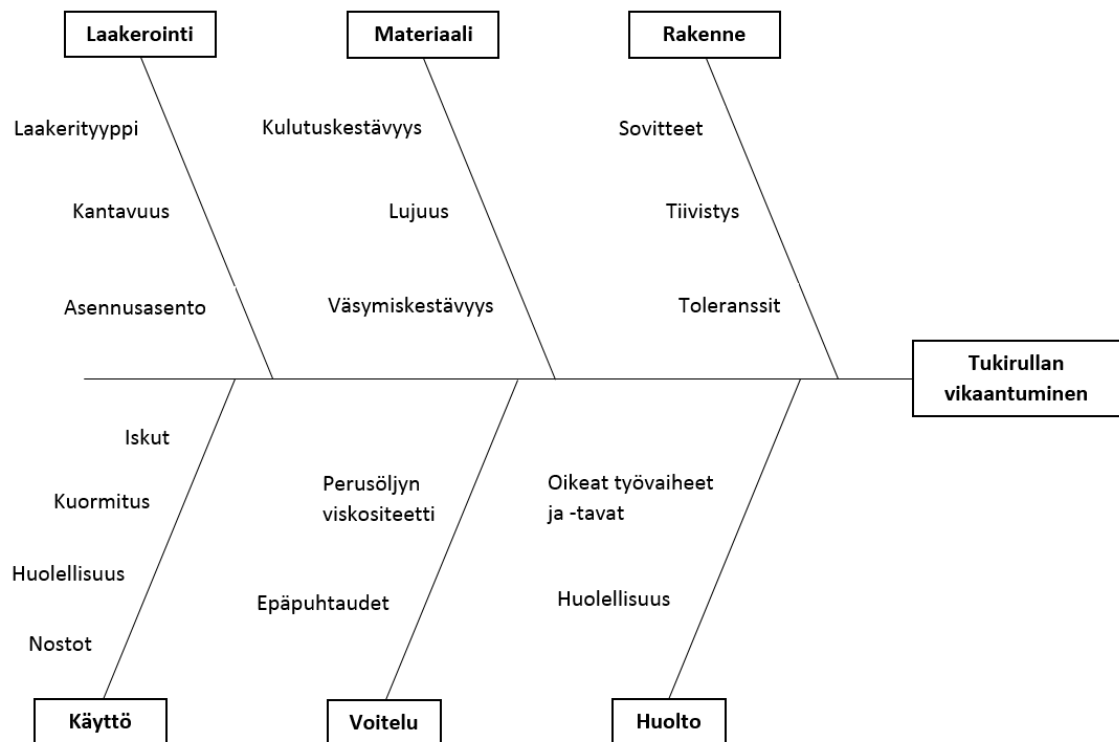 Laakerointi
Materiaali
Rakenne
Laakerityyppi
Kulutuskestävyys
Sovitteet
Kantavuus
Lujuus
Tiivistys
Asennusasento
Väsymiskestävyys
Toleranssit
Tukirullan
vikaantuminen
Iskut
Kuormitus
Perusöljyn
viskositeetti
Oikeat työvaiheet
ja -tavat
Huolellisuus
Epäpuhtaudet
Huolellisuus
Nostot
Käyttö
Voitelu
Huolto